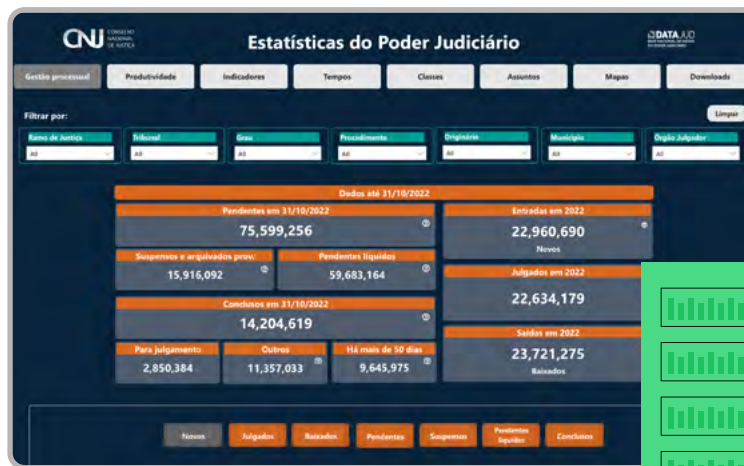 CNJ CONSELHO NACIONAL DE JUSTIÇA
Estatísticas do Poder Judiciário
DATAJUD
Gestão processual Produtividade Indicadores Tempos Classes Assuntos Mapas Downloads
Filtrar por:
Limpar
Ramo de Justiça Tribunal Grau Procedimento Originário Município Órgão Julgador
All All All All All All All
Dados até 31/10/2022
Pendentes em 31/10/2022 Entradas em 2022
75,599,256 22,960,690
Novos
Suspensos e arquivados prov. Pendentes líquidos
15,916,092 59,683,164
Julgados em 2022
22,634,179
Conclusos em 31/10/2022
14,204,619
Saídas em 2022
23,721,275
Baixados
Para julgamento Outros Há mais de 50 dias
2,850,384 11,357,033 9,645,975
Novos Julgados Baixados Pendentes Suspensos Pendentes líquidos Conclusos